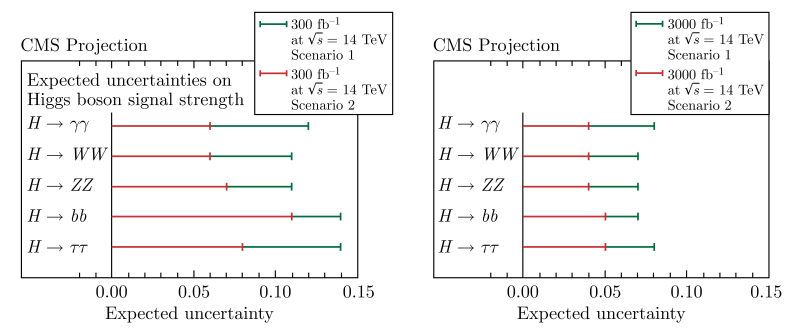 CMS Projection
300 fb⁻¹
at √s = 14 TeV
Scenario 1
300 fb⁻¹
at √s = 14 TeV
Scenario 2
Expected uncertainties on
Higgs boson signal strength
H → γγ
H → WW
H → ZZ
H → bb
H → ττ
0.00 0.05 0.10 0.15
Expected uncertainty
CMS Projection
3000 fb⁻¹
at √s = 14 TeV
Scenario 1
3000 fb⁻¹
at √s = 14 TeV
Scenario 2
H → γγ
H → WW
H → ZZ
H → bb
H → ττ
0.00 0.05 0.10 0.15
Expected uncertainty